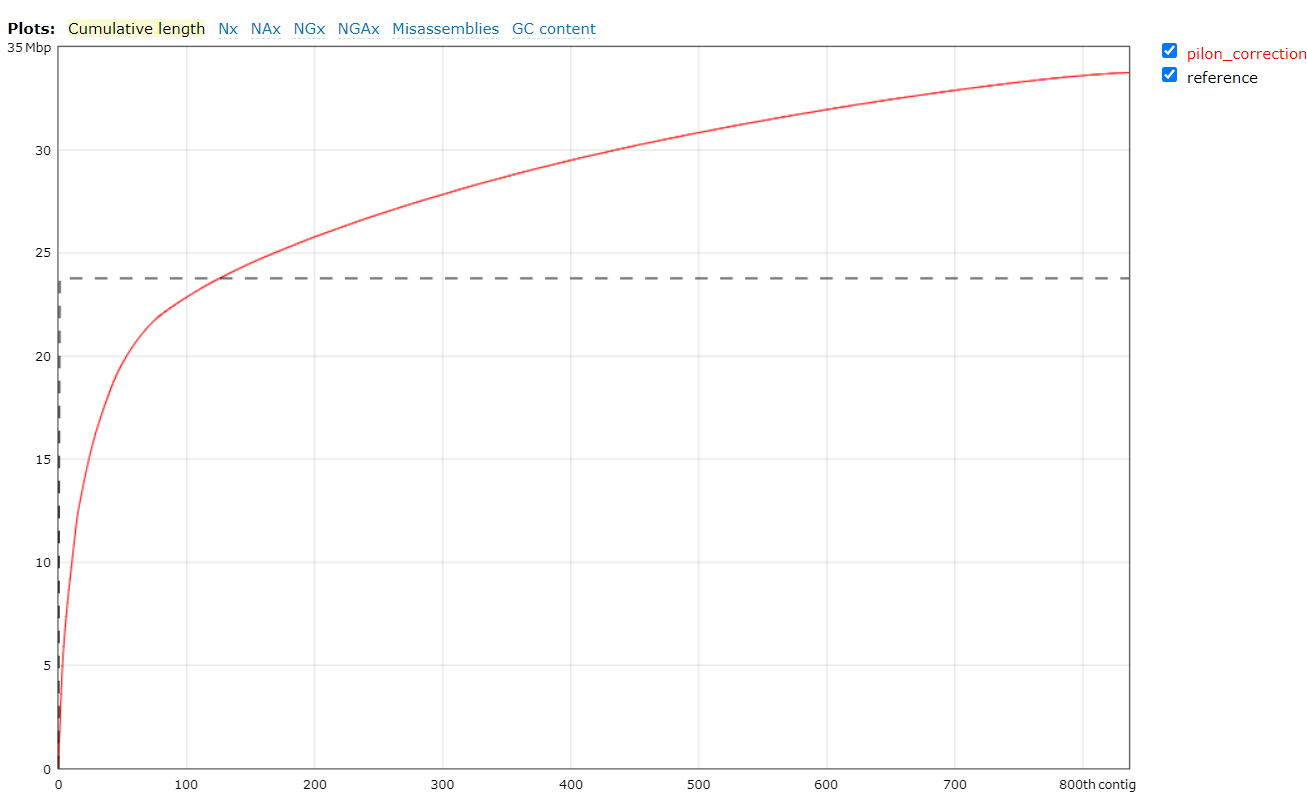 Plots: Cumulative length Nx NAx NGx NGAx Misassemblies GC content
35 Mbp
pilon_correction
reference
30
25
20
15
10
5
0
0 100 200 300 400 500 600 700 800th contig